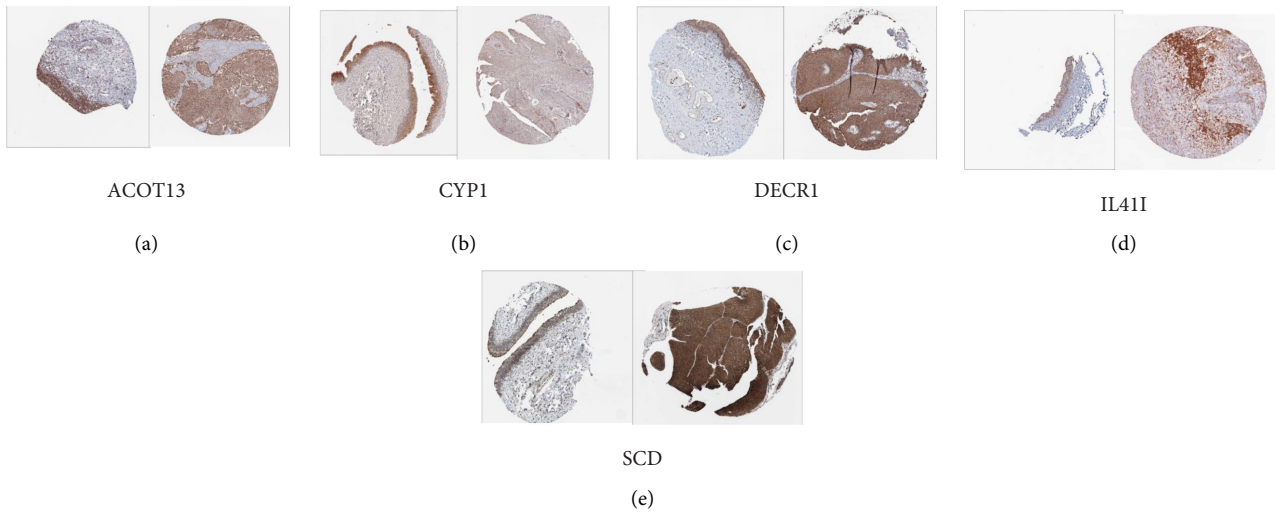 ACOT13
(a)
CYP1
(b)
DECR1
(c)
IL41I
(d)
SCD
(e)